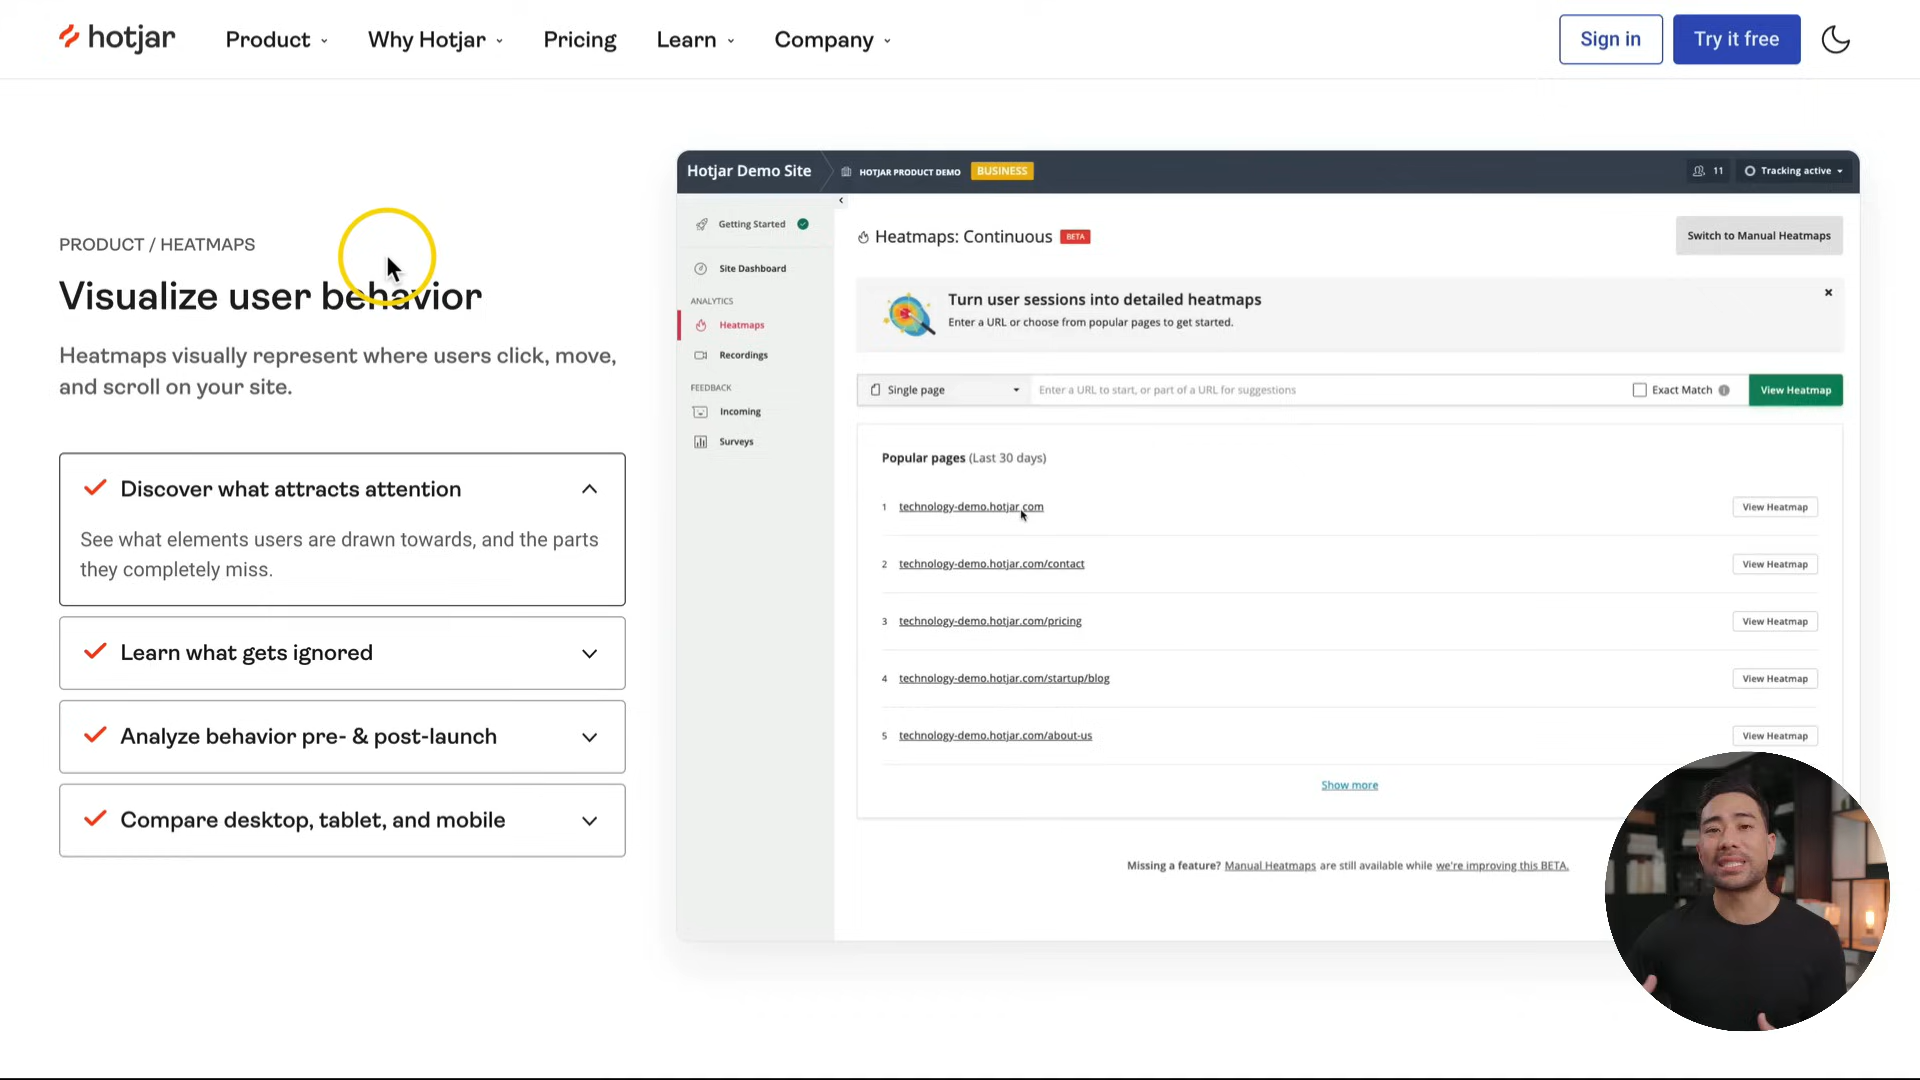 hotjar
Product
Why Hotjar
Pricing
Learn
Company
Sign in
Try it free
PRODUCT / HEATMAPS
Visualize user behavior
Heatmaps visually represent where users click, move,
and scroll on your site.
Discover what attracts attention
See what elements users are drawn towards, and the parts
they completely miss.
Learn what gets ignored
Analyze behavior pre- & post-launch
Compare desktop, tablet, and mobile
Hotjar Demo Site
HOTJAR PRODUCT DEMO
BUSINESS
11
Tracking active
Getting Started
Site Dashboard
ANALYTICS
Heatmaps
Recordings
FEEDBACK
Incoming
Surveys
Heatmaps: Continuous
BETA
Switch to Manual Heatmaps
Turn user sessions into detailed heatmaps
Enter a URL or choose from popular pages to get started.
Single page
Enter a URL to start, or part of a URL for suggestions
Exact Match
View Heatmap
Popular pages (Last 30 days)
1 technology-demo.hotjar.com View Heatmap
2 technology-demo.hotjar.com/contact View Heatmap
3 technology-demo.hotjar.com/pricing View Heatmap
4 technology-demo.hotjar.com/startup/blog View Heatmap
5 technology-demo.hotjar.com/about-us View Heatmap
Show more
Missing a feature? Manual Heatmaps are still available while we're improving this BETA.